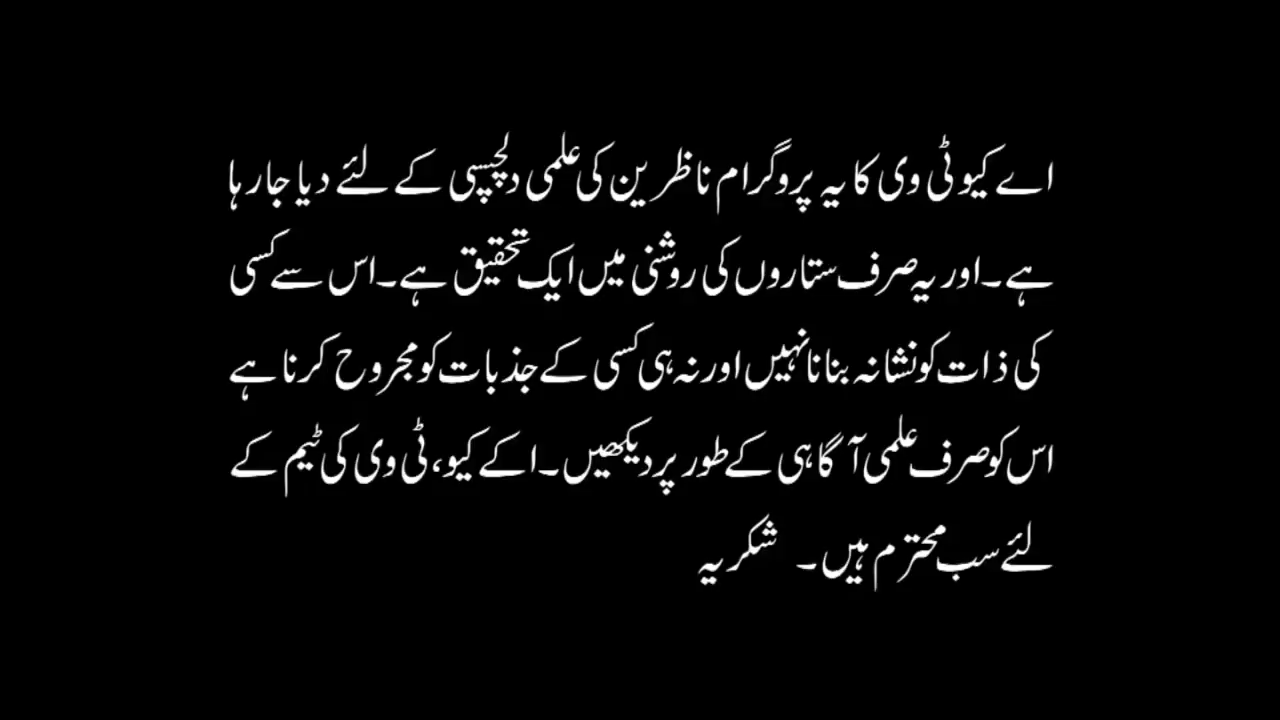 اے کیو ٹی وی کا یہ پروگرام ناظرین کی علمی دلچسپی کے لئے دیا جارہا
ہے۔ اور یہ صرف ستاروں کی روشنی میں ایک تحقیق ہے۔ اس سے کسی
کی ذات کو نشانہ بنانا نہیں اور نہ ہی کسی کے جذبات کو مجروح کرنا ہے
اس کو صرف علمی آگاہی کے طور پر دیکھیں۔ اکے کیو، ٹی وی کی ٹیم کے
لئے سب محترم ہیں۔ شکریہ